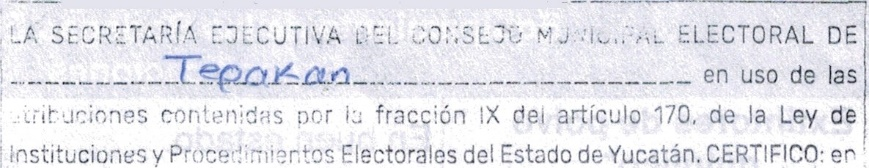 LA SECRETARÍA EJECUTIVA DEL CONSEJO MUNICIPAL ELECTORAL DE
Tepakan en uso de las
atribuciones contenidas por la fracción IX del artículo 170, de la Ley de
Instituciones y Procedimientos Electorales del Estado de Yucatán, CERTIFICO: en